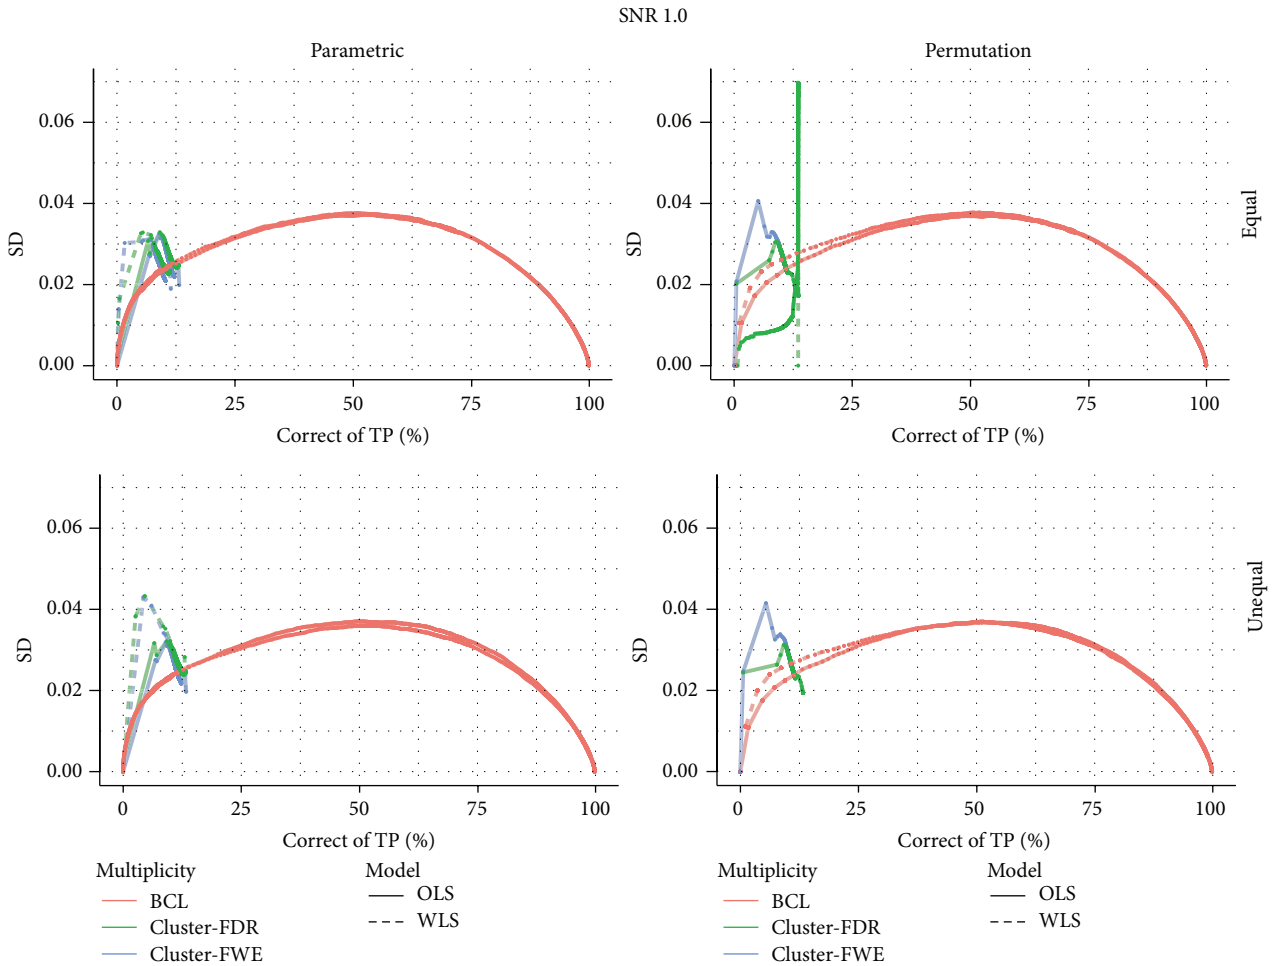 SNR 1.0
Parametric
Permutation
0.06
0.04
0.02
0.00
SD
0 25 50 75 100
Correct of TP (%)
0.06
0.04
0.02
0.00
SD
0 25 50 75 100
Correct of TP (%)
Equal
0.06
0.04
0.02
0.00
SD
0 25 50 75 100
Correct of TP (%)
0.06
0.04
0.02
0.00
SD
0 25 50 75 100
Correct of TP (%)
Unequal
Multiplicity
BCL
Cluster-FDR
Cluster-FWE
Model
OLS
WLS
Multiplicity
BCL
Cluster-FDR
Cluster-FWE
Model
OLS
WLS